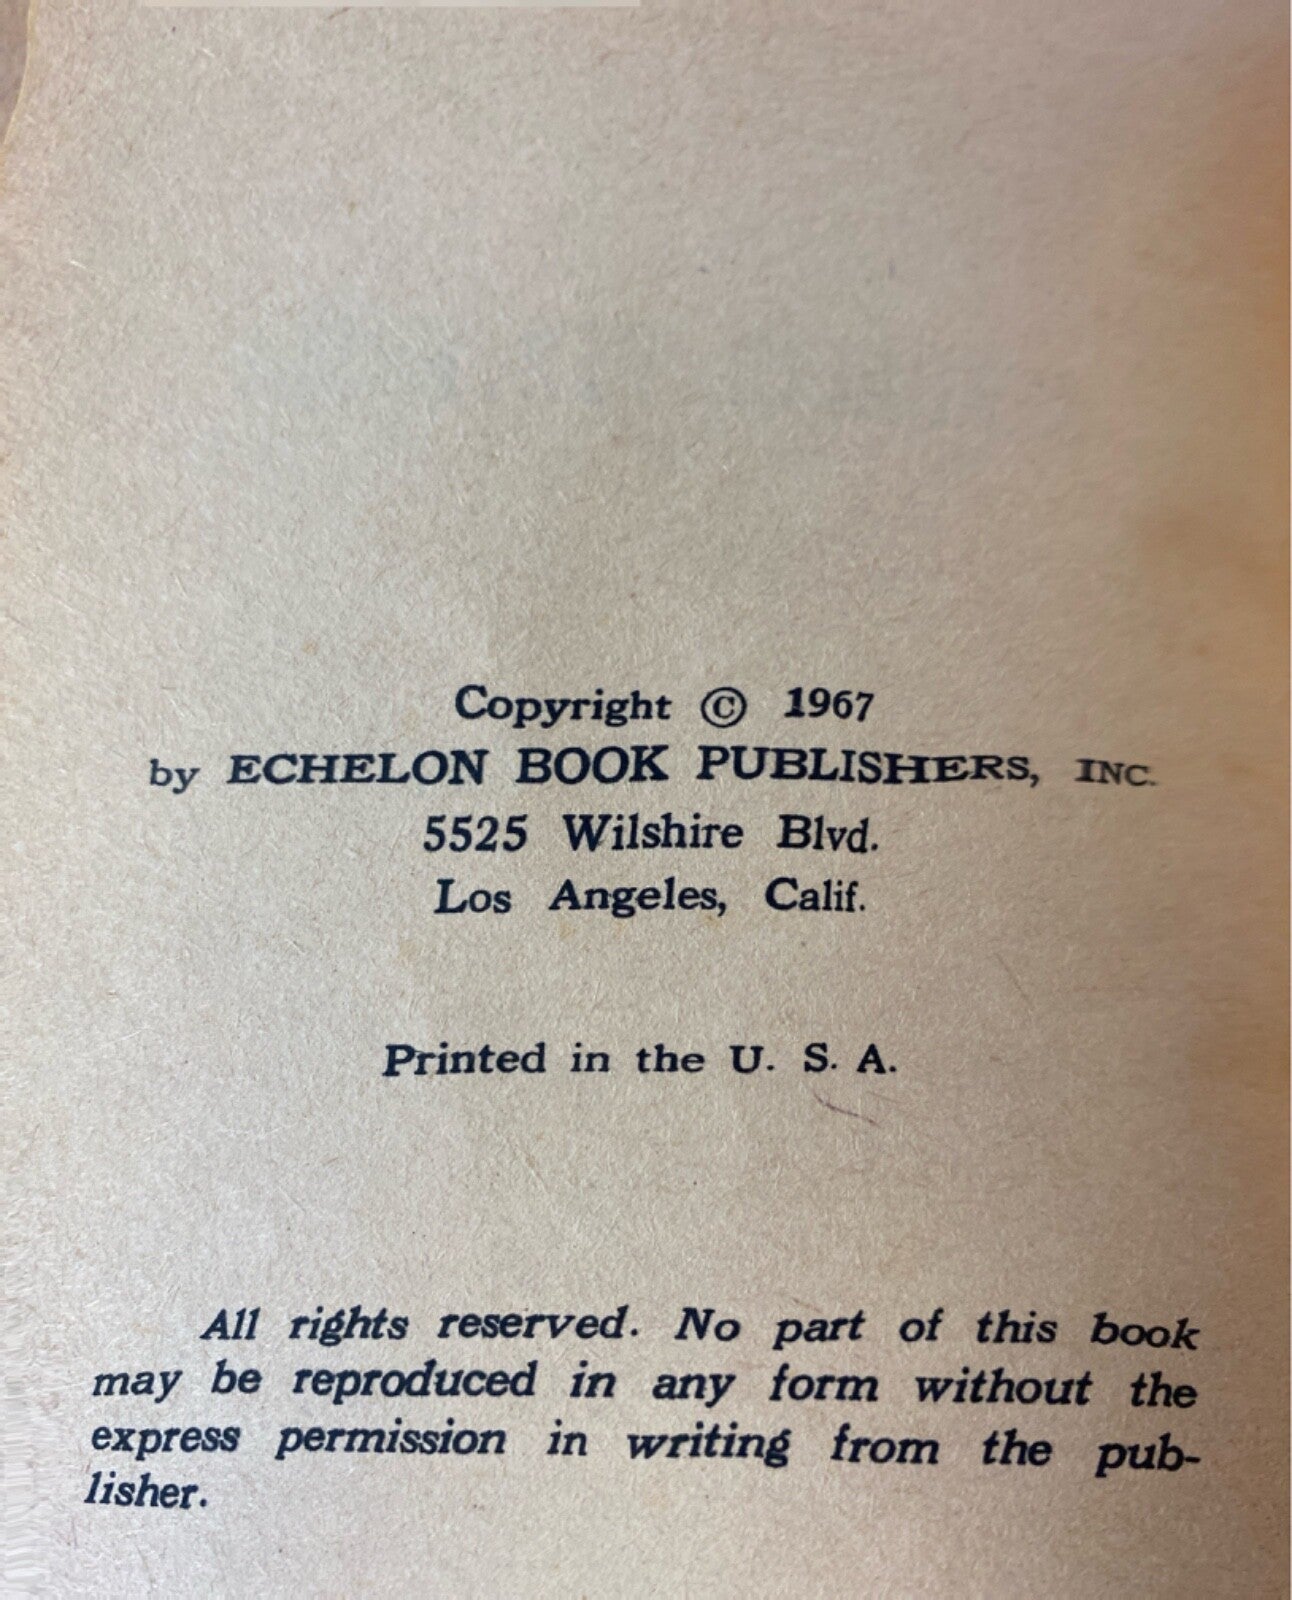 Copyright © 1967
by ECHELON BOOK PUBLISHERS, INC.
5525 Wilshire Blvd.
Los Angeles, Calif.
Printed in the U. S. A.
All rights reserved. No part of this book
may be reproduced in any form without the
express permission in writing from the pub-
lisher.